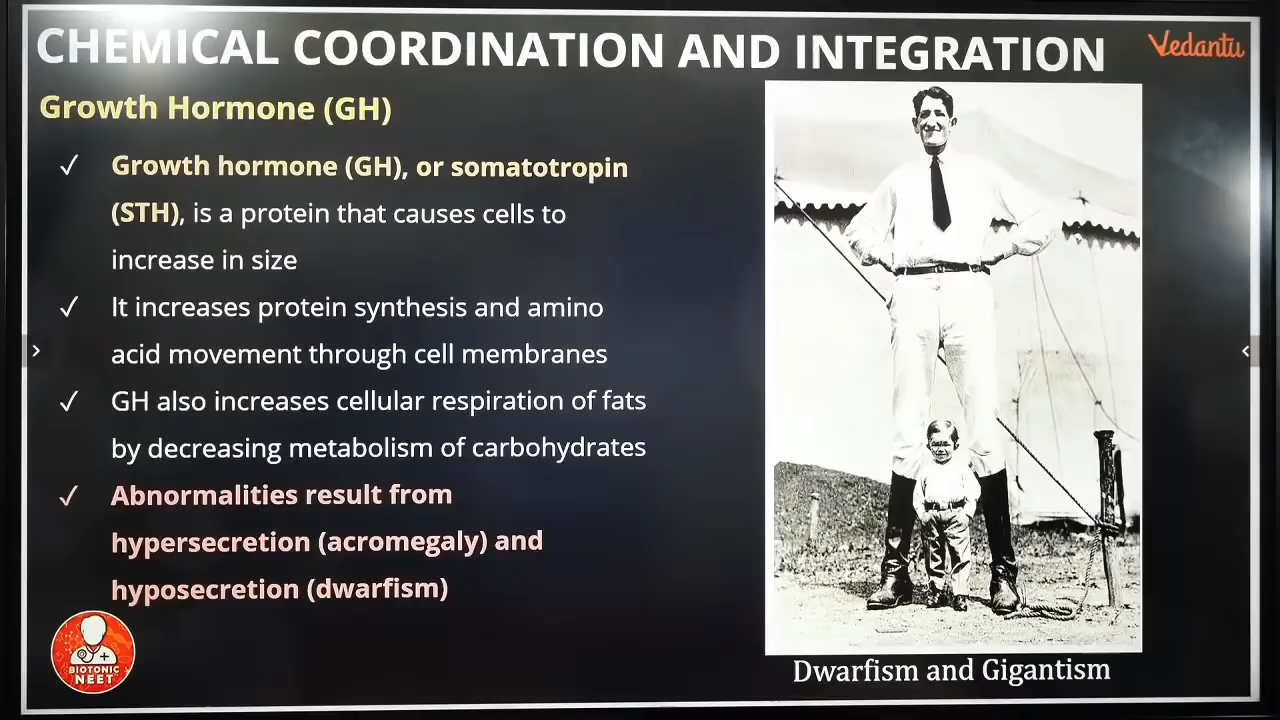 CHEMICAL COORDINATION AND INTEGRATION
Vedantu
Growth Hormone (GH)
✓ Growth hormone (GH), or somatotropin
(STH), is a protein that causes cells to
increase in size
✓ It increases protein synthesis and amino
acid movement through cell membranes
✓ GH also increases cellular respiration of fats
by decreasing metabolism of carbohydrates
✓ Abnormalities result from
hypersecretion (acromegaly) and
hyposecretion (dwarfism)
BIOTONIC
NEET
Dwarfism and Gigantism